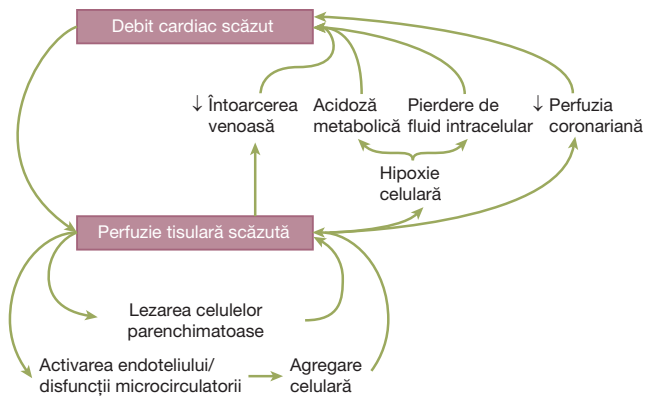 Debit cardiac scăzut
↓ Întoarcerea
venoasă
Acidoză
metabolică
Pierdere de
fluid intracelular
↓ Perfuzia
coronariană
Hipoxie
celulară
Perfuzie tisulară scăzută
Lezarea celulelor
parenchimatoase
Activarea endoteliului/
disfuncții microcirculatorii
Agregare
celulară